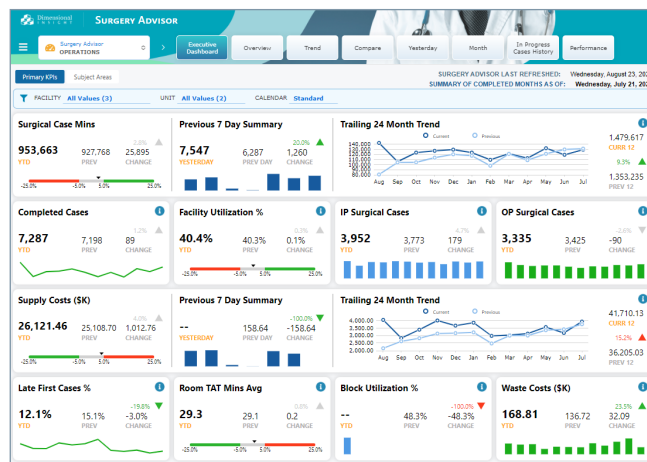 Dimensional
INSIGHT
SURGERY ADVISOR
Surgery Advisor
OPERATIONS
Executive
Dashboard
Overview
Trend
Compare
Yesterday
Month
In Progress
Cases History
Performance
Primary KPIs
Subject Areas
SURGERY ADVISOR LAST REFRESHED: Wednesday, August 23, 202
SUMMARY OF COMPLETED MONTHS AS OF: Wednesday, July 21, 202
FACILITY All Values (3) UNIT All Values (2) CALENDAR Standard
Surgical Case Mins
2.8%
953,663 927,768 25,895
YTD PREV CHANGE
-25.0% -5.0% 5.0% 25.0%
Previous 7 Day Summary
20.0%
7,547 6,287 1,260
YESTERDAY PREV DAY CHANGE
Trailing 24 Month Trend
Current Previous
140,000
130,000
120,000
110,000
100,000
90,000
80,000
Aug Sep Oct Nov Dec Jan Feb Mar Apr May Jun Jul
1,479,617
CURR 12
9.3%
1,353,235
PREV 12
Completed Cases
1.2%
7,287 7,198 89
YTD PREV CHANGE
Facility Utilization %
0.3%
40.4% 40.3% 0.1%
YTD PREV CHANGE
-25.0% -5.0% 5.0% 25.0%
IP Surgical Cases
4.7%
3,952 3,773 179
YTD PREV CHANGE
OP Surgical Cases
-2.6%
3,335 3,425 -90
YTD PREV CHANGE
Supply Costs ($K)
4.0%
26,121.46 25,108.70 1,012.76
YTD PREV CHANGE
-25.0% -5.0% 5.0% 25.0%
Previous 7 Day Summary
-100.0%
-- 158.64 -158.64
YESTERDAY PREV DAY CHANGE
Trailing 24 Month Trend
Current Previous
4,000.00
3,500.00
3,000.00
2,500.00
2,000.00
Aug Sep Oct Nov Dec Jan Feb Mar Apr May Jun Jul
41,710.13
CURR 12
15.2%
36,205.03
PREV 12
Late First Cases %
-19.8%
12.1% 15.1% -3.0%
YTD PREV CHANGE
Room TAT Mins Avg
0.8%
29.3 29.1 0.2
YTD PREV CHANGE
-25.0% -5.0% 5.0% 25.0%
Block Utilization %
-100.0%
-- 48.3% -48.3%
YTD PREV CHANGE
Waste Costs ($K)
23.5%
168.81 136.72 32.09
YTD PREV CHANGE